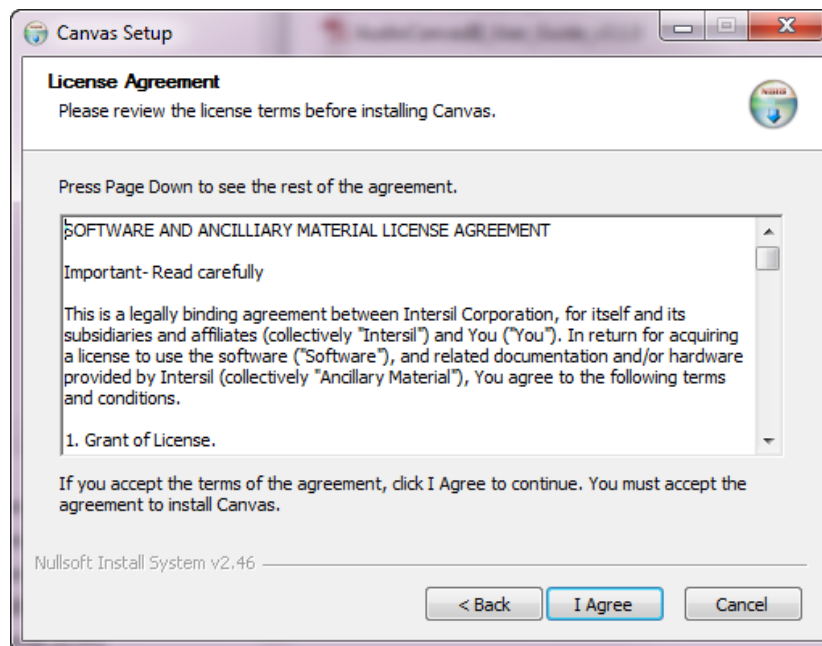 Canvas Setup
License Agreement
Please review the license terms before installing Canvas.
Press Page Down to see the rest of the agreement.
SOFTWARE AND ANCILLIARY MATERIAL LICENSE AGREEMENT
Important- Read carefully
This is a legally binding agreement between Intersil Corporation, for itself and its
subsidiaries and affiliates (collectively "Intersil") and You ("You"). In return for acquiring
a license to use the software ("Software"), and related documentation and/or hardware
provided by Intersil (collectively "Ancillary Material"), You agree to the following terms
and conditions.
1. Grant of License.
If you accept the terms of the agreement, click I Agree to continue. You must accept the
agreement to install Canvas.
Nullsoft Install System v2.46
< Back
I Agree
Cancel